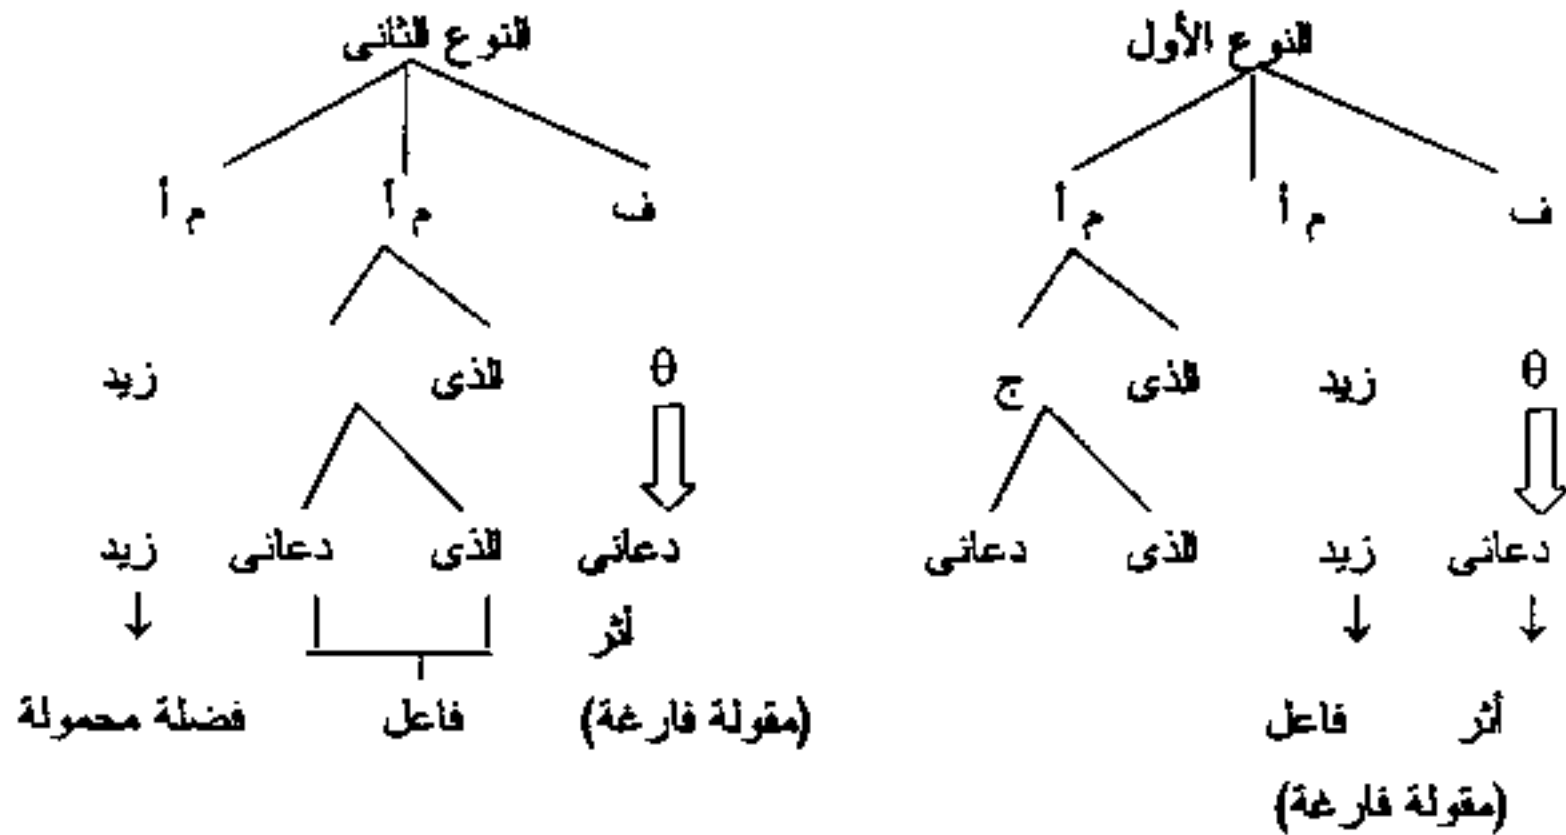 النوع الأول النوع الثانى
ف م أ م أ ف م أ م أ
θ زيد الذى ج θ الذى زيد
دعانى زيد الذى دعانى دعانى الذى دعانى زيد
↓ ↓ أثر ↓
أثر فاعل (مقولة فارغة) فاعل فضلة محمولة
(مقولة فارغة)